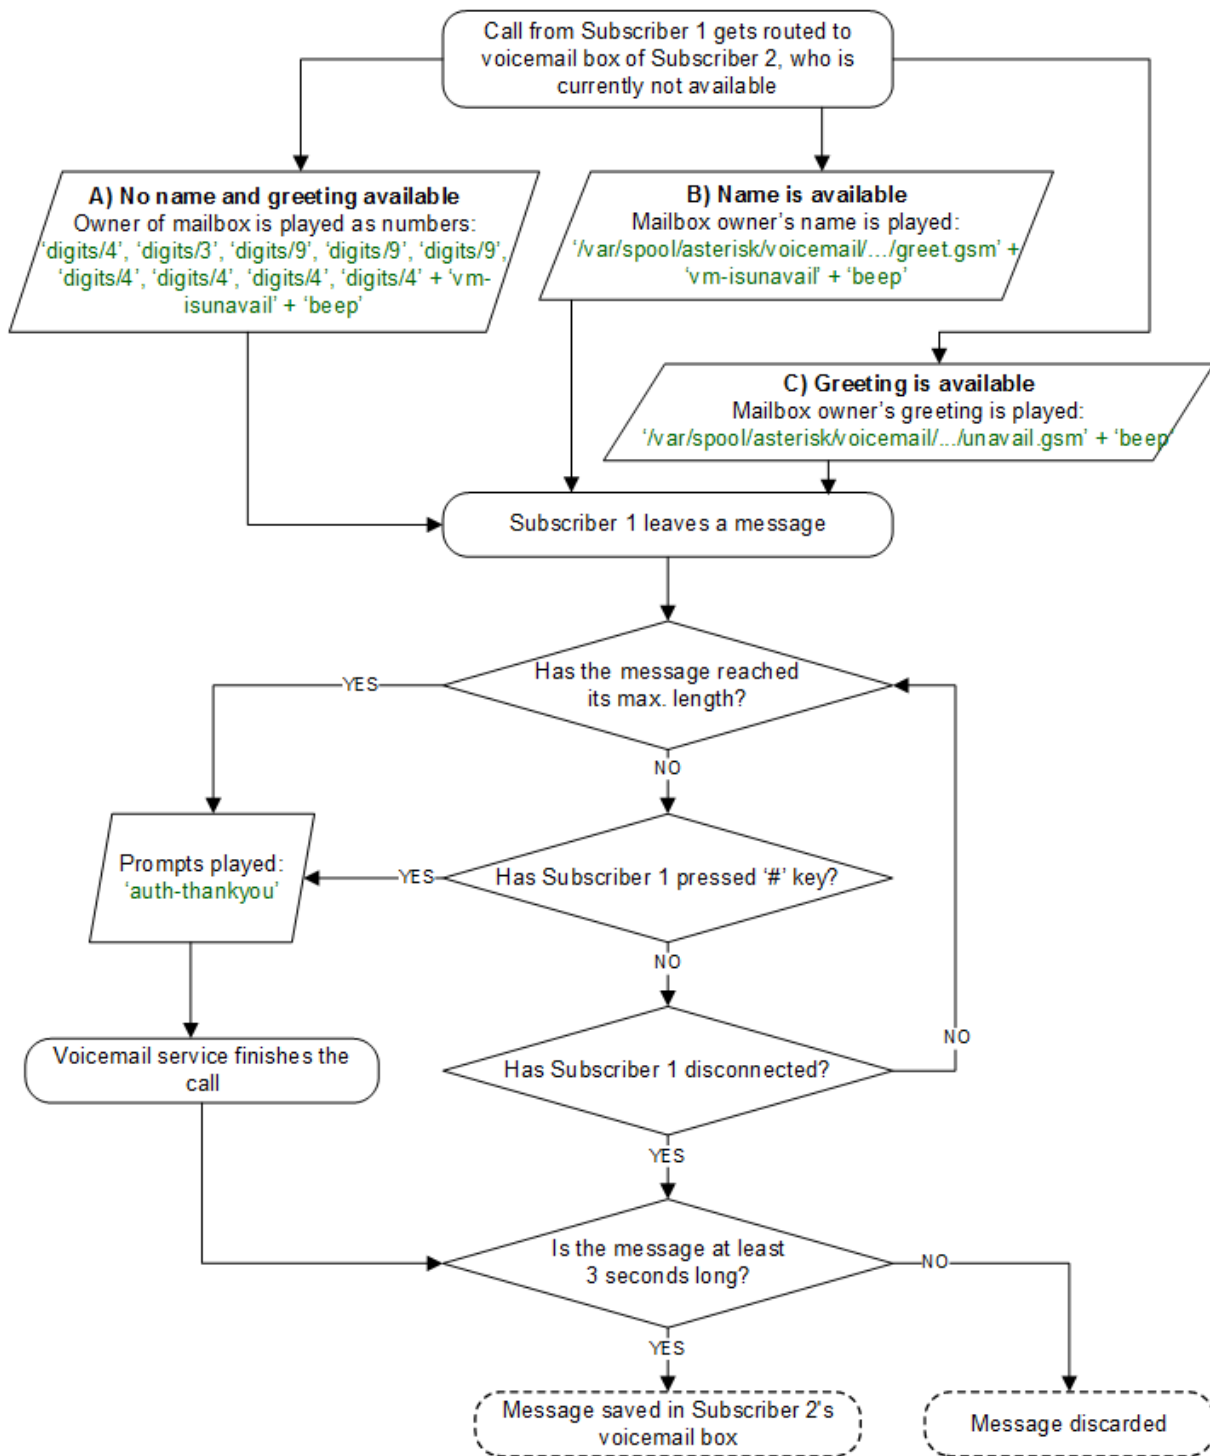 Call from Subscriber 1 gets routed to
voicemail box of Subscriber 2, who is
currently not available
A) No name and greeting available
Owner of mailbox is played as numbers:
‘digits/4’, ‘digits/3’, ‘digits/9’, ‘digits/9’, ‘digits/9’,
‘digits/4’, ‘digits/4’, ‘digits/4’, ‘digits/4’ + ‘vm-
isunavail’ + ‘beep’
B) Name is available
Mailbox owner’s name is played:
‘/var/spool/asterisk/voicemail/.../greet.gsm’ +
‘vm-isunavail’ + ‘beep’
C) Greeting is available
Mailbox owner’s greeting is played:
‘/var/spool/asterisk/voicemail/.../unavail.gsm’ + ‘beep’
Subscriber 1 leaves a message
Has the message reached
its max. length?
YES
NO
Prompts played:
‘auth-thankyou’
YES
Has Subscriber 1 pressed ‘#’ key?
NO
Voicemail service finishes the
call
Has Subscriber 1 disconnected?
NO
YES
Is the message at least
3 seconds long?
NO
YES
Message saved in Subscriber 2's
voicemail box
Message discarded